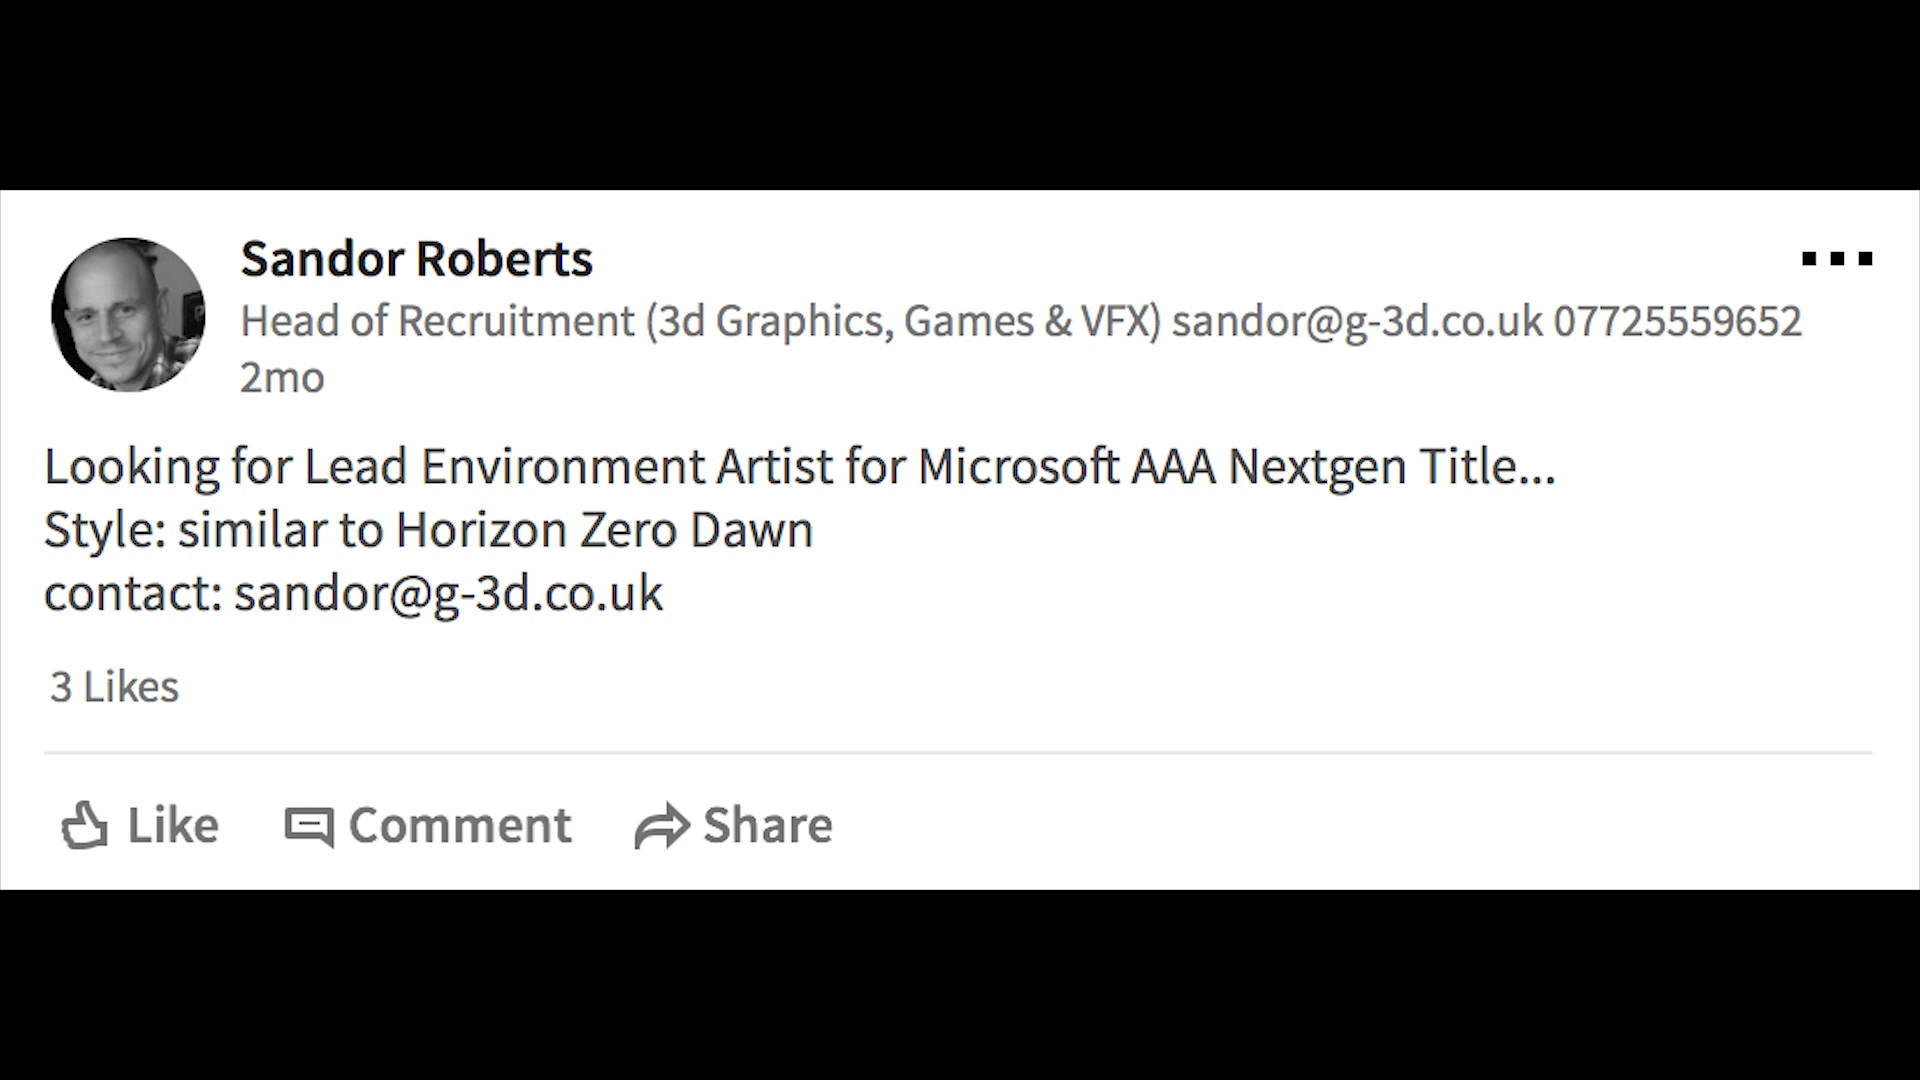 Sandor Roberts
Head of Recruitment (3d Graphics, Games & VFX) sandor@g-3d.co.uk 07725559652
2mo
Looking for Lead Environment Artist for Microsoft AAA Nextgen Title...
Style: similar to Horizon Zero Dawn
contact: sandor@g-3d.co.uk
3 Likes
Like Comment Share